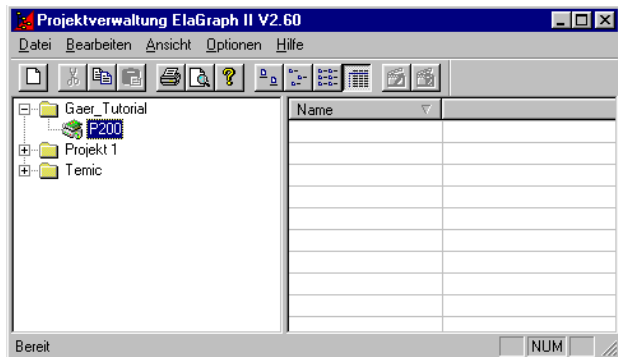 Projektverwaltung ElaGraph II V2.60
Datei Bearbeiten Ansicht Optionen Hilfe
Gaer_Tutorial
P200
Projekt 1
Temic
Name
Bereit
NUM